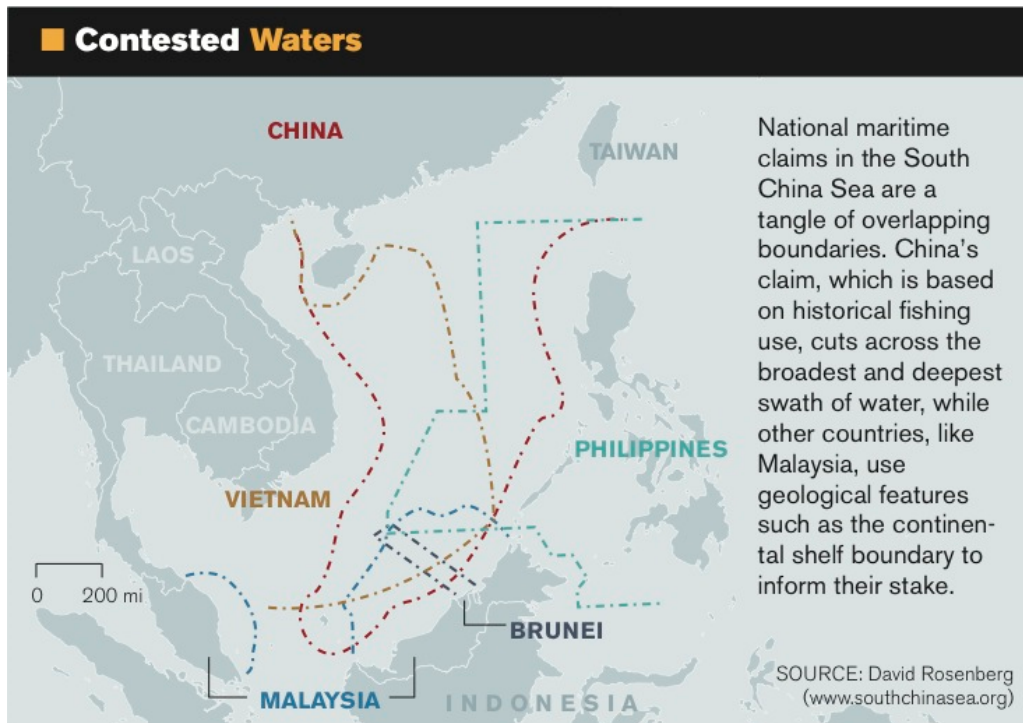 Contested Waters
CHINA
TAIWAN
LAOS
THAILAND
CAMBODIA
VIETNAM
PHILIPPINES
0 200 mi
BRUNEI
MALAYSIA
INDONESIA
National maritime
claims in the South
China Sea are a
tangle of overlapping
boundaries. China’s
claim, which is based
on historical fishing
use, cuts across the
broadest and deepest
swath of water, while
other countries, like
Malaysia, use
geological features
such as the continen-
tal shelf boundary to
inform their stake.
SOURCE: David Rosenberg
(www.southchinasea.org)